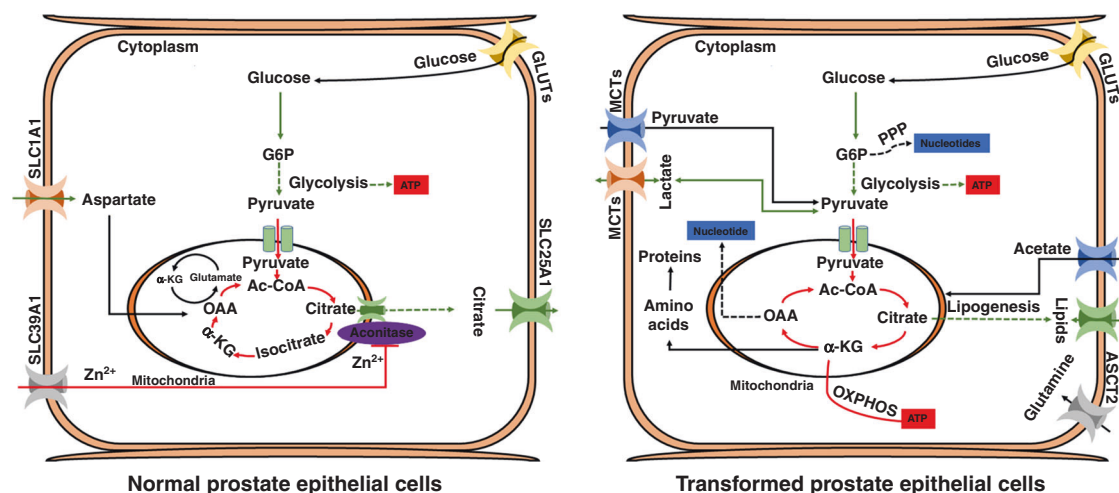 Cytoplasm
Glucose
GLUTs
Glucose
SLC1A1
G6P
Glycolysis
ATP
Aspartate
Pyruvate
SLC25A1
Pyruvate
α-KG
Glutamate
Ac-CoA
OAA
Citrate
Citrate
Aconitase
α-KG
Isocitrate
SLC39A1
Zn2+
Zn2+
Mitochondria
Normal prostate epithelial cells
Cytoplasm
Glucose
GLUTs
Glucose
MCTs
Pyruvate
PPP
Nucleotides
G6P
Lactate
Glycolysis
ATP
MCTs
Pyruvate
Nucleotide
Acetate
Proteins
Pyruvate
Ac-CoA
Lipogenesis
Amino
acids
OAA
Citrate
Lipids
α-KG
ASCT2
Mitochondria
OXPHOS
ATP
Glutamine
Transformed prostate epithelial cells